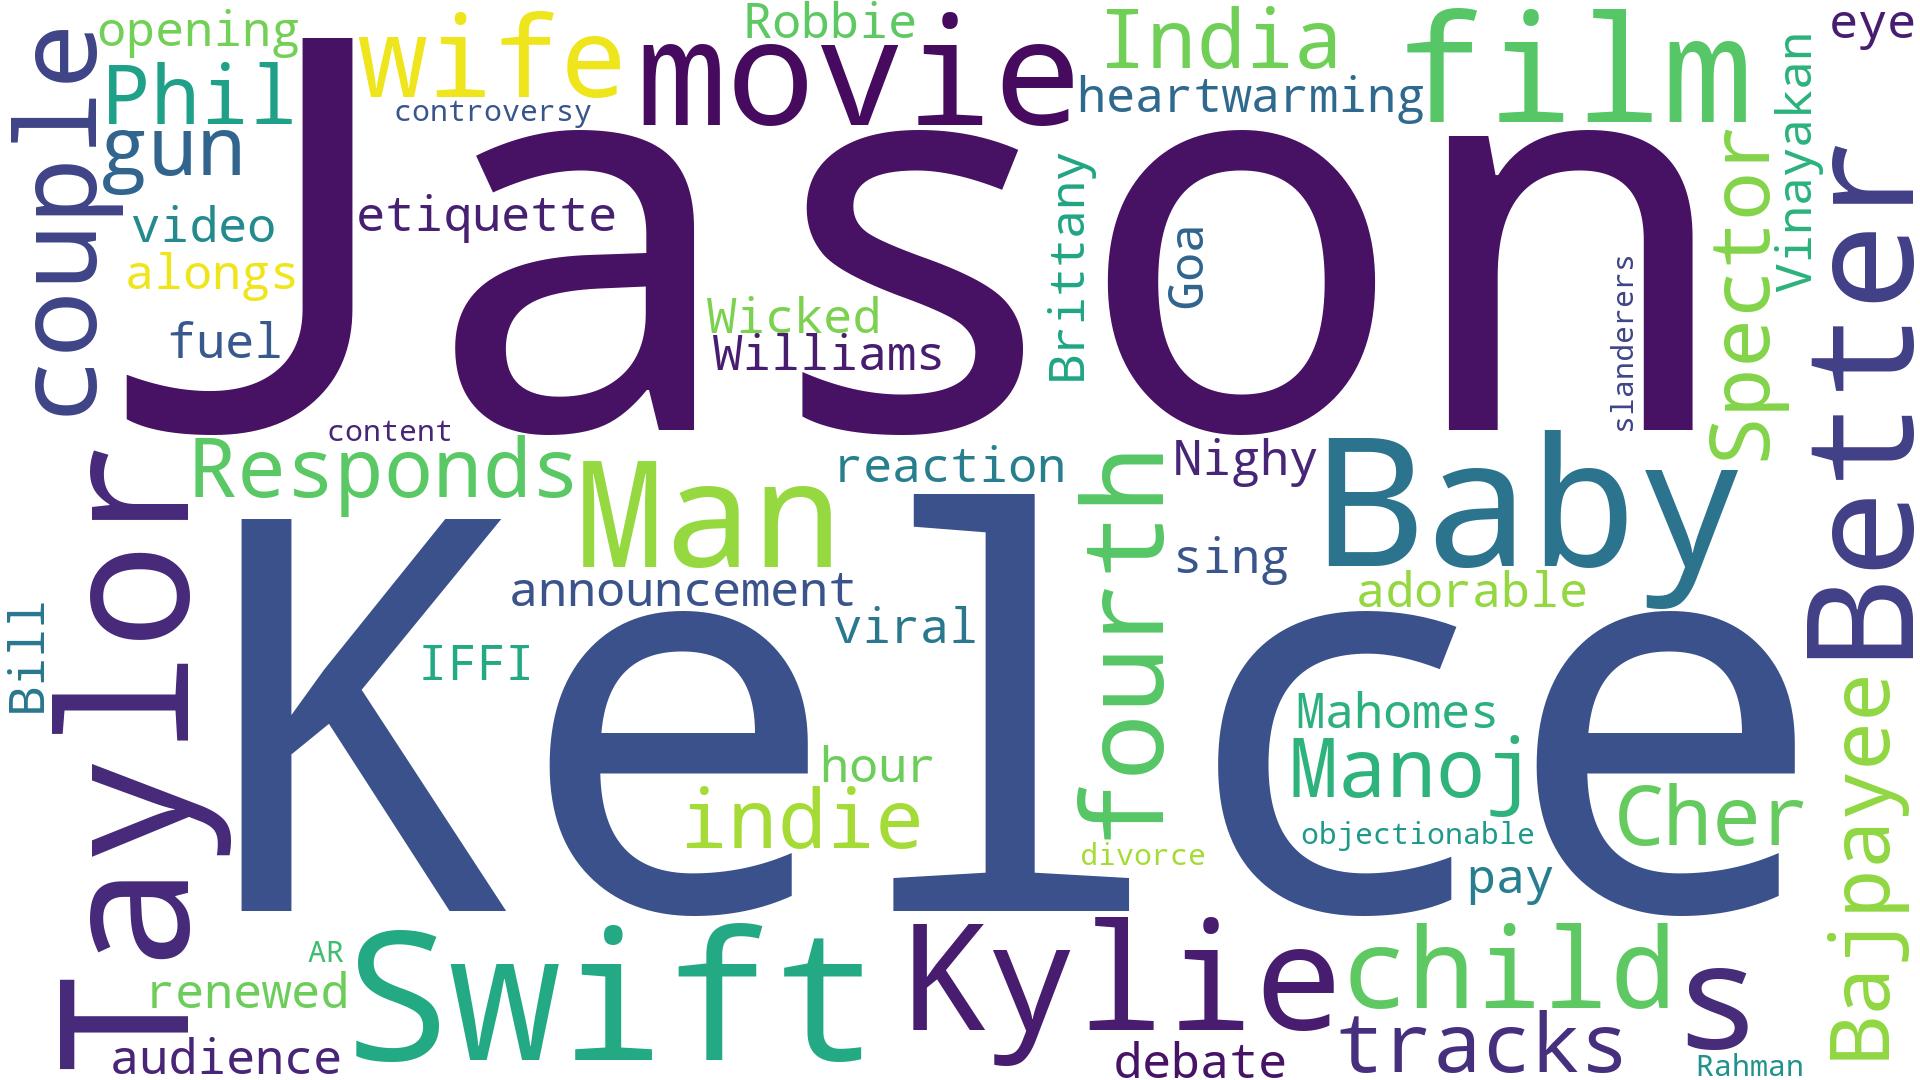 opening
Phil
gun
couple
wife
controversy
Robbie
movie
India
heartwarming
film
eye
Vinayakan
Jason
etiquette
video
alongs
fuel
Wicked
Williams
Brittany
Goa
slanderers
Spector
Better
content
Responds
Man
reaction
Nighy
Baby
Taylor
Kelce
announcement
viral
fourth
sing
adorable
Bill
IFFI
hour
indie
Mahomes
Manoj
objectionable
Cher
pay
divorce
Bajpayee
AR
renewed
Swift
Kylie
child
s
audience
debate
tracks
Rahman